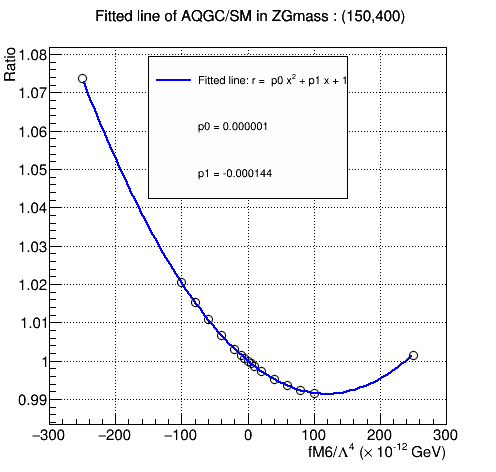 Fitted line of AQGC/SM in ZGmass : (150,400)
Ratio
1.08
1.07
1.06
1.05
1.04
1.03
1.02
1.01
1
0.99
Fitted line: r = p0 x² + p1 x + 1
p0 = 0.000001
p1 = -0.000144
−300 −200 −100 0 100 200 300
fM6/Λ⁴ (× 10⁻¹² GeV)